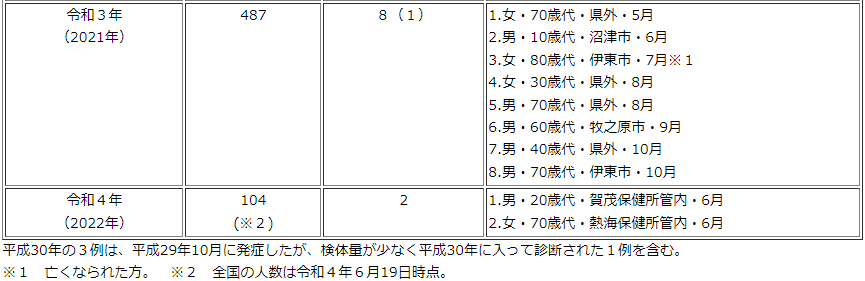 令和３年
（2021年）
487
8（１）
1.女・70歳代・県外・5月
2.男・10歳代・沼津市・6月
3.女・80歳代・伊東市・7月※１
4.女・30歳代・県外・8月
5.男・70歳代・県外・8月
6.男・60歳代・牧之原市・9月
7.男・40歳代・県外・10月
8.男・70歳代・伊東市・10月
令和４年
（2022年）
104
(※２)
2
1.男・20歳代・賀茂保健所管内・6月
2.女・70歳代・熱海保健所管内・6月
平成30年の３例は、平成29年10月に発症したが、検体量が少なく平成30年に入って診断された１例を含む。
※１　亡くなられた方。　※２　全国の人数は令和４年６月19日時点。